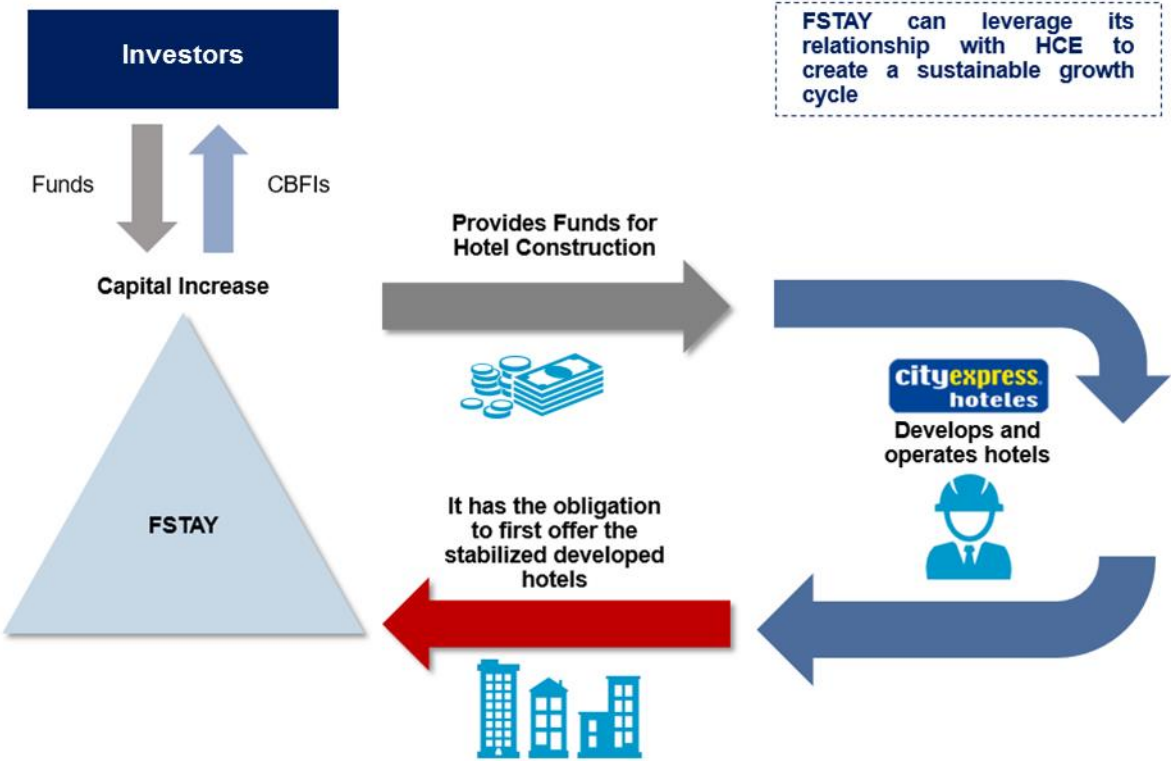 Investors
FSTAY can leverage its
relationship with HCE to
create a sustainable growth
cycle
Funds
CBFIs
Capital Increase
Provides Funds for
Hotel Construction
cityexpress.
hoteles
Develops and
operates hotels
FSTAY
It has the obligation
to first offer the
stabilized developed
hotels